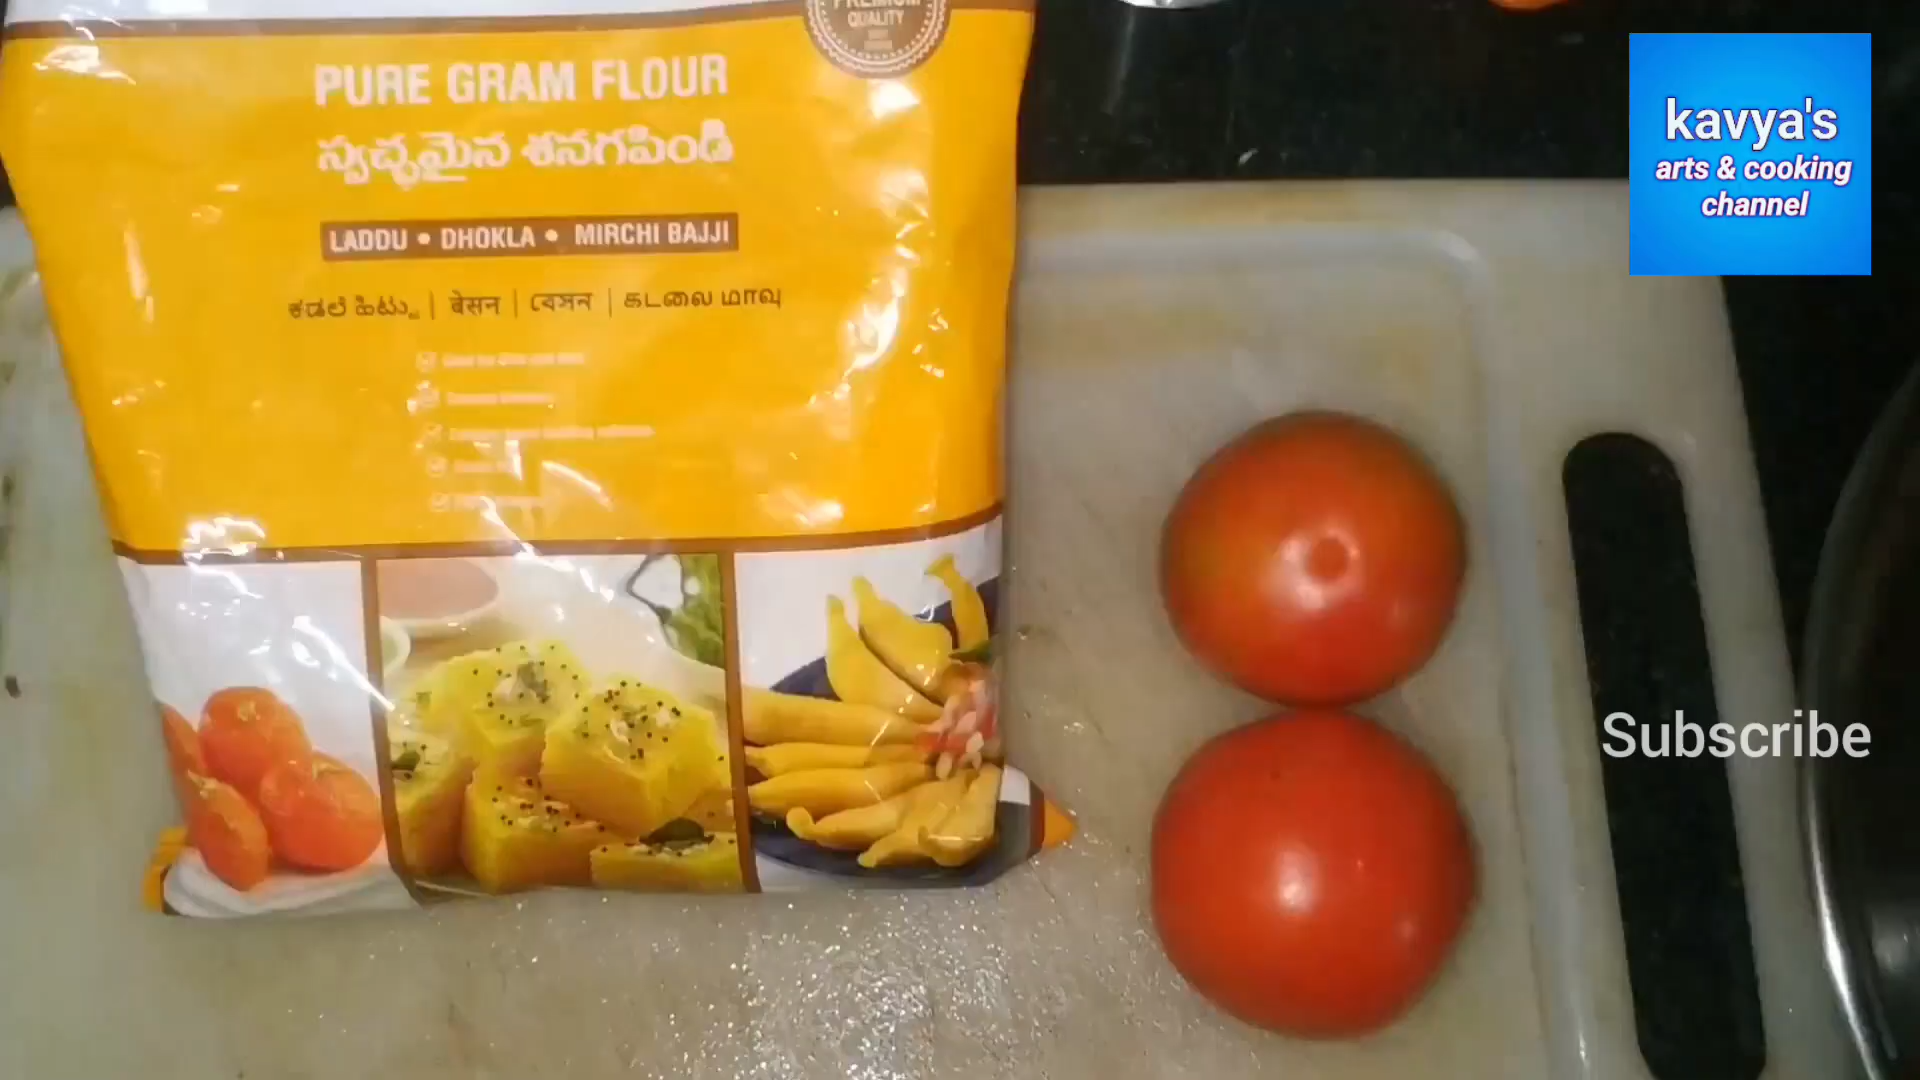 PREMIUM
QUALITY
PURE GRAM FLOUR
స్వచ్ఛమైన శనగపిండి
LADDU • DHOKLA • MIRCHI BAJJI
ಕಡಲೆ ಹಿಟ್ಟು | बेसन | বেসন | கடலை மாவு
kavya's
arts & cooking
channel
Subscribe